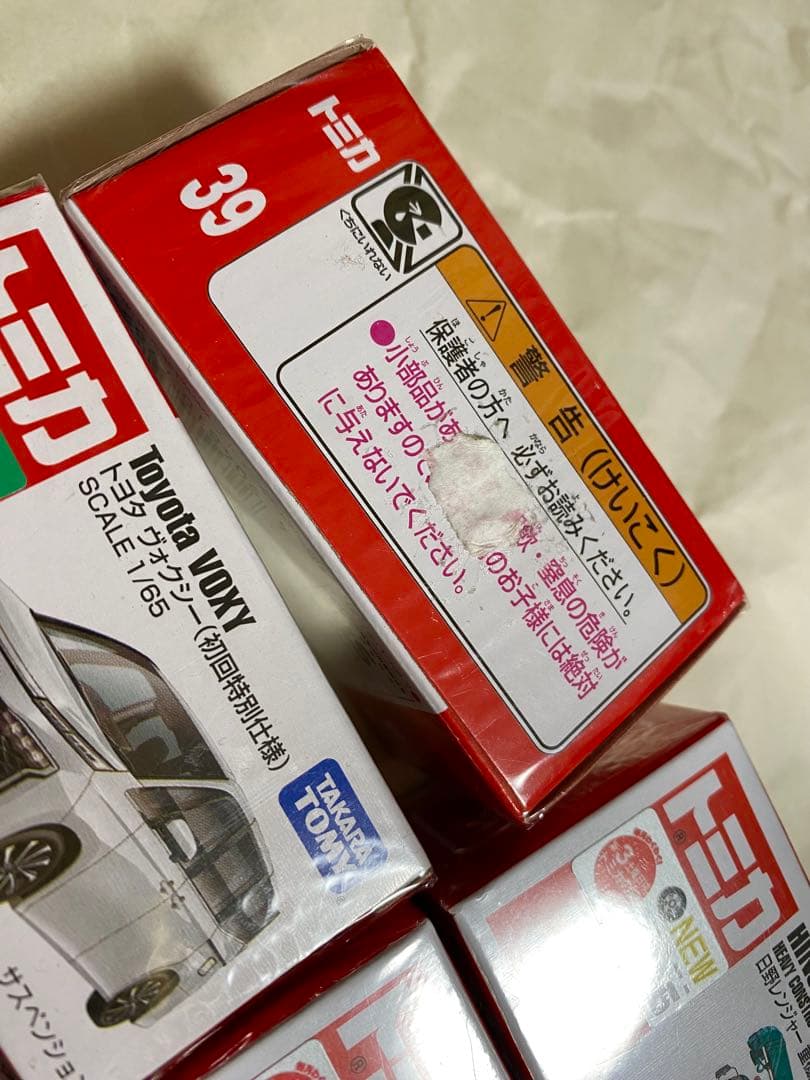 トミカ
39
くちにいれない
警告(けいこく)
保護者の方へ 必ずお読みください。
●小部品があ 飲・窒息の危険が
ありますので、 のお子様には絶対
に与えないでください。
トミカ
Toyota VOXY
トヨタ ヴォクシー(初回特別仕様)
SCALE 1/65
TAKARA
TOMY
サスペンション
トミカ
NEW
HEAVY CONST
日野レンジャー